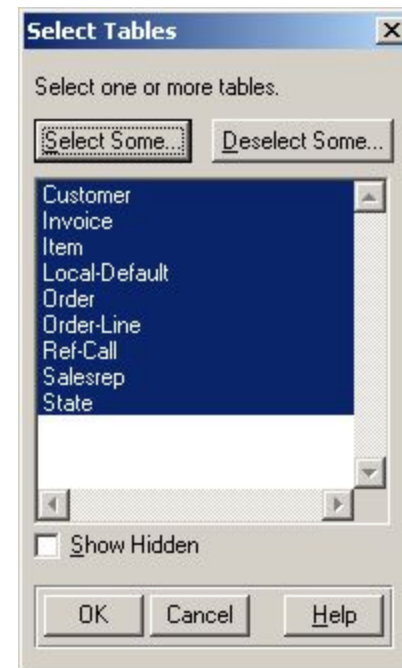 Select Tables
Select one or more tables.
Select Some... Deselect Some...
Customer
Invoice
Item
Local-Default
Order
Order-Line
Ref-Call
Salesrep
State
Show Hidden
OK Cancel Help